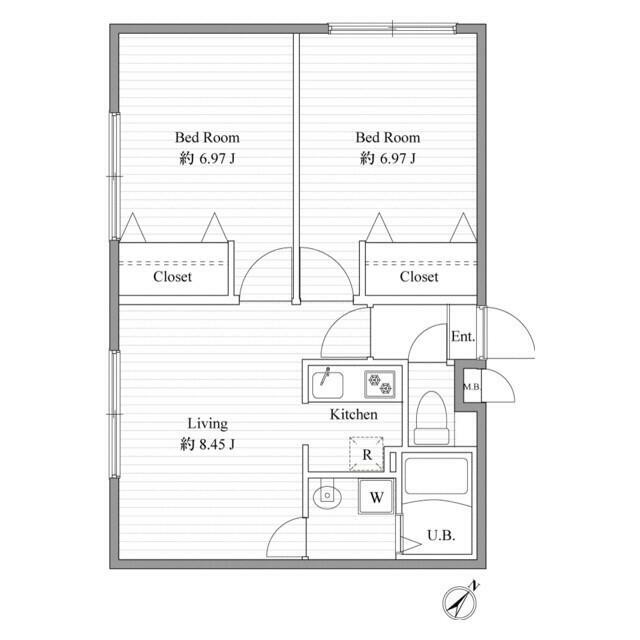 Bed Room
約 6.97 J
Bed Room
約 6.97 J
Closet
Closet
Ent.
M.B.
Kitchen
Living
約 8.45 J
R
W
U.B.
N